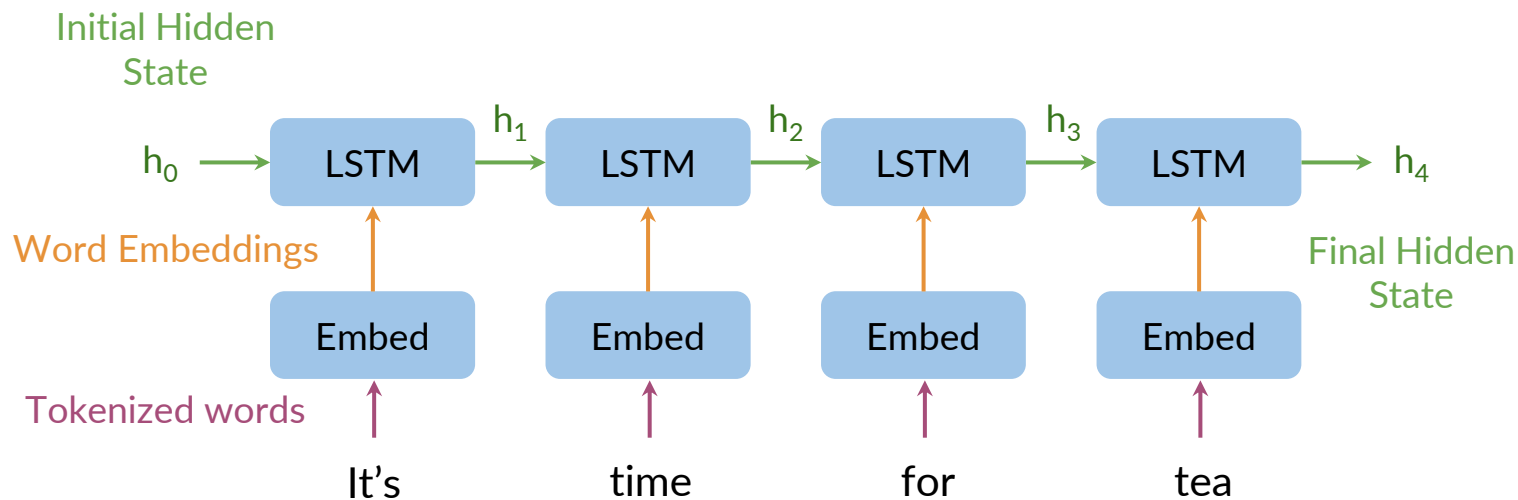 Initial Hidden
State
h₁
h₂
h₃
h₀
LSTM
LSTM
LSTM
LSTM
h₄
Word Embeddings
Final Hidden
State
Embed
Embed
Embed
Embed
Tokenized words
It’s
time
for
tea